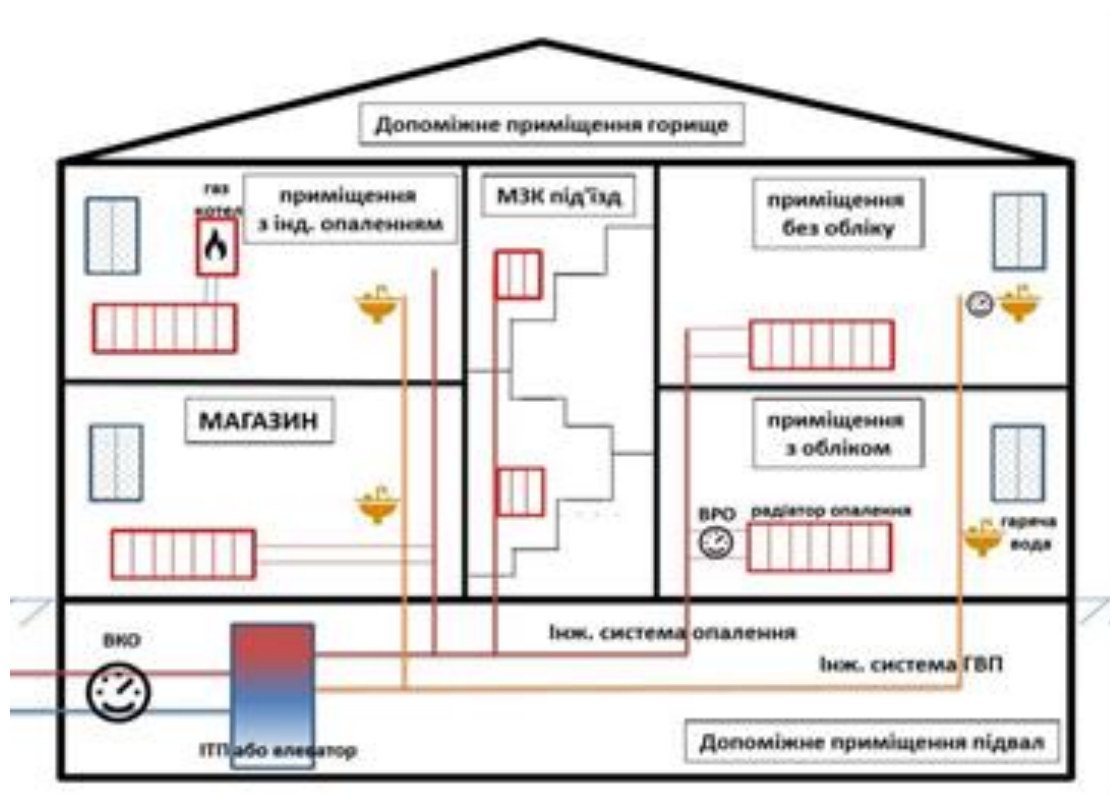 Допоміжне приміщення горище
газ
котел
приміщення
з інд. опаленням
МЗК під'їзд
приміщення
без обліку
МАГАЗИН
приміщення
з обліком
ВРО
радіатор опалення
гаряча
вода
ВКО
Інж. система опалення
Інж. система ГВП
ІТП або елеватор
Допоміжне приміщення підвал